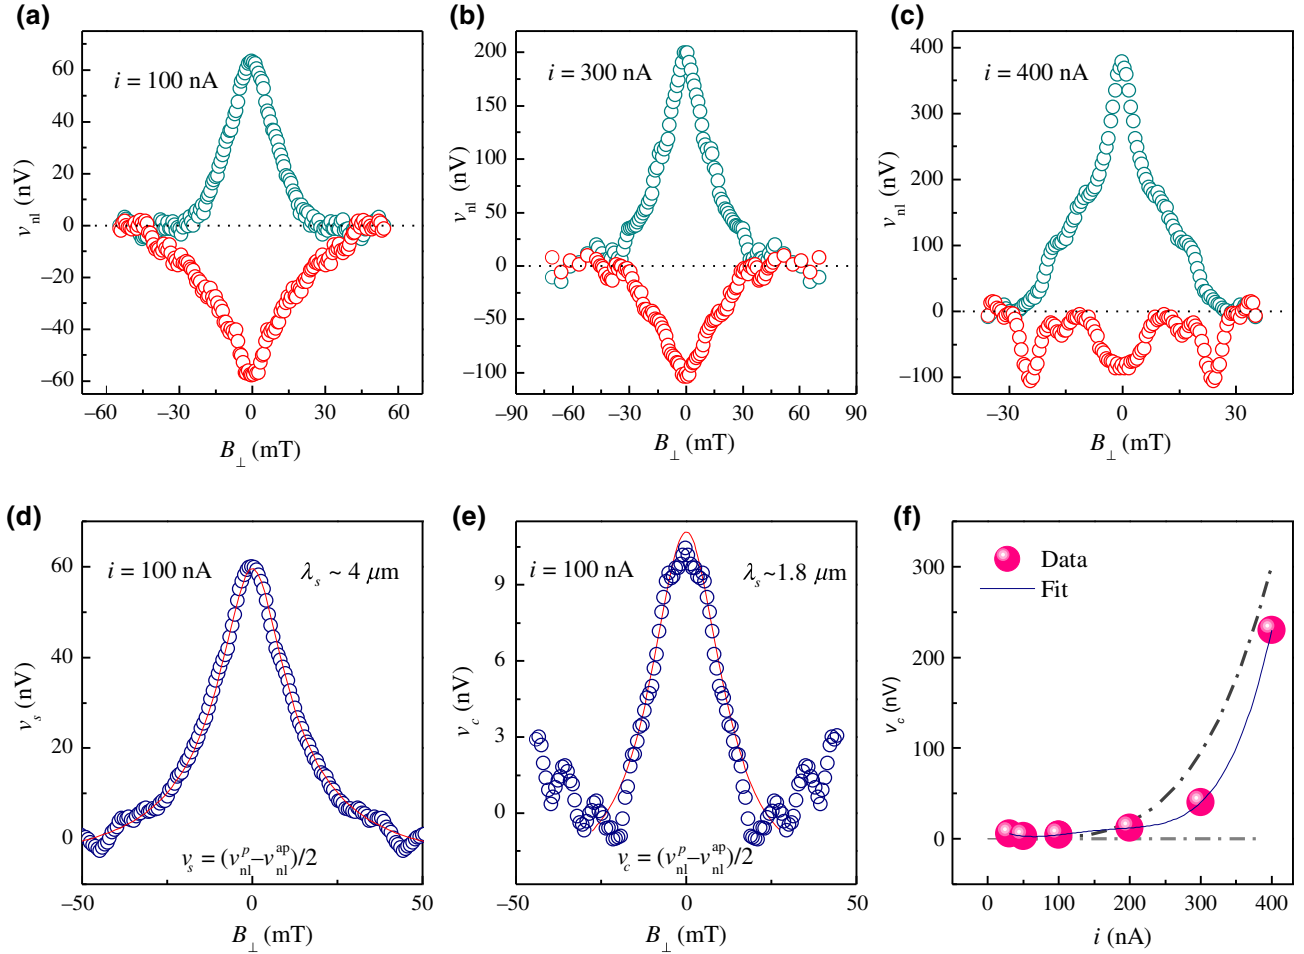 (a)
i = 100 nA
60
40
20
0
−20
−40
−60
v_nl (nV)
−60 −30 0 30 60
B_⊥ (mT)
(b)
i = 300 nA
200
150
100
50
0
−50
−100
v_nl (nV)
−90 −60 −30 0 30 60 90
B_⊥ (mT)
(c)
i = 400 nA
400
300
200
100
0
−100
v_nl (nV)
−30 0 30
B_⊥ (mT)
(d)
i = 100 nA λ_s ~ 4 μm
60
40
20
0
v_s (nV)
v_s = (v_nl^p−v_nl^ap)/2
−50 0 50
B_⊥ (mT)
(e)
i = 100 nA λ_s~1.8 μm
9
6
3
0
v_c (nV)
v_c = (v_nl^p−v_nl^ap)/2
−50 0 50
B_⊥ (mT)
(f)
Data
Fit
300
200
100
0
v_c (nV)
0 100 200 300 400
i (nA)